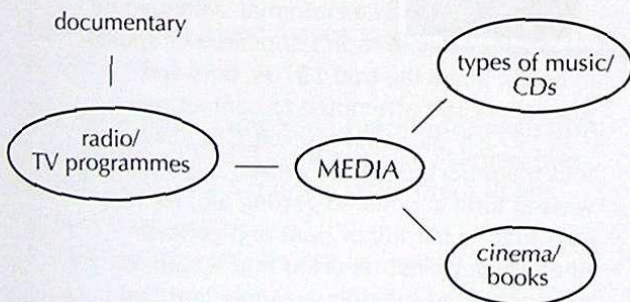 documentary
types of music/
CDs
radio/
TV programmes
MEDIA
cinema/
books